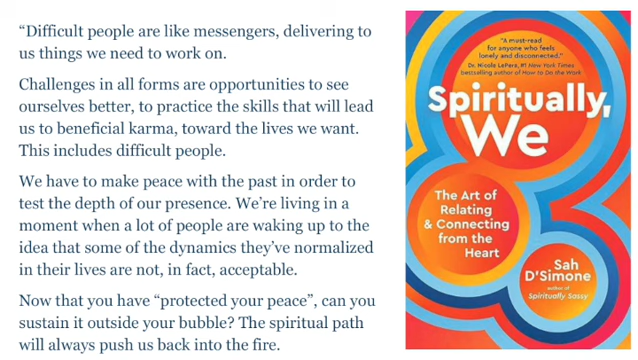 “Difficult people are like messengers, delivering to
us things we need to work on.
Challenges in all forms are opportunities to see
ourselves better, to practice the skills that will lead
us to beneficial karma, toward the lives we want.
This includes difficult people.
We have to make peace with the past in order to
test the depth of our presence. We’re living in a
moment when a lot of people are waking up to the
idea that some of the dynamics they’ve normalized
in their lives are not, in fact, acceptable.
Now that you have “protected your peace”, can you
sustain it outside your bubble? The spiritual path
will always push us back into the fire.
“A must-read
for anyone who feels
lonely and disconnected.”
Dr. Nicole LePera, #1 New York Times
bestselling author of How to Do the Work
Spiritually,
We
The Art of
Relating
& Connecting
from the
Heart
Sah
D’Simone
author of
Spiritually Sassy